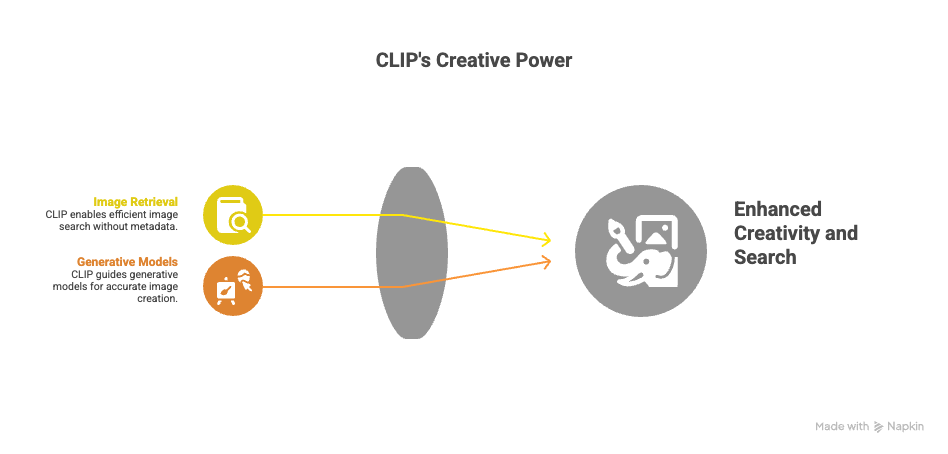 CLIP's Creative Power
Image Retrieval
CLIP enables efficient image
search without metadata.
Generative Models
CLIP guides generative
models for accurate image
creation.
Enhanced
Creativity and
Search
Made with Napkin